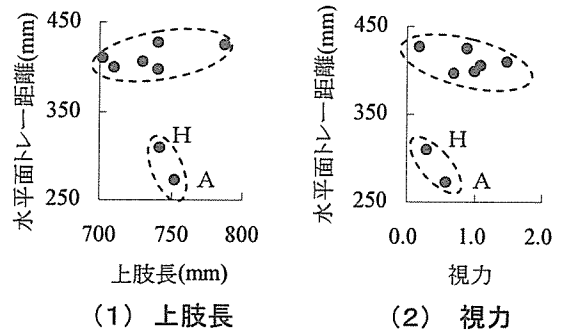 水平面トレー距離(mm)
450
350
250
H
A
700
750
800
上肢長(mm)
(1) 上肢長
水平面トレー距離(mm)
450
350
250
H
A
0.0
1.0
2.0
視力
(2) 視力